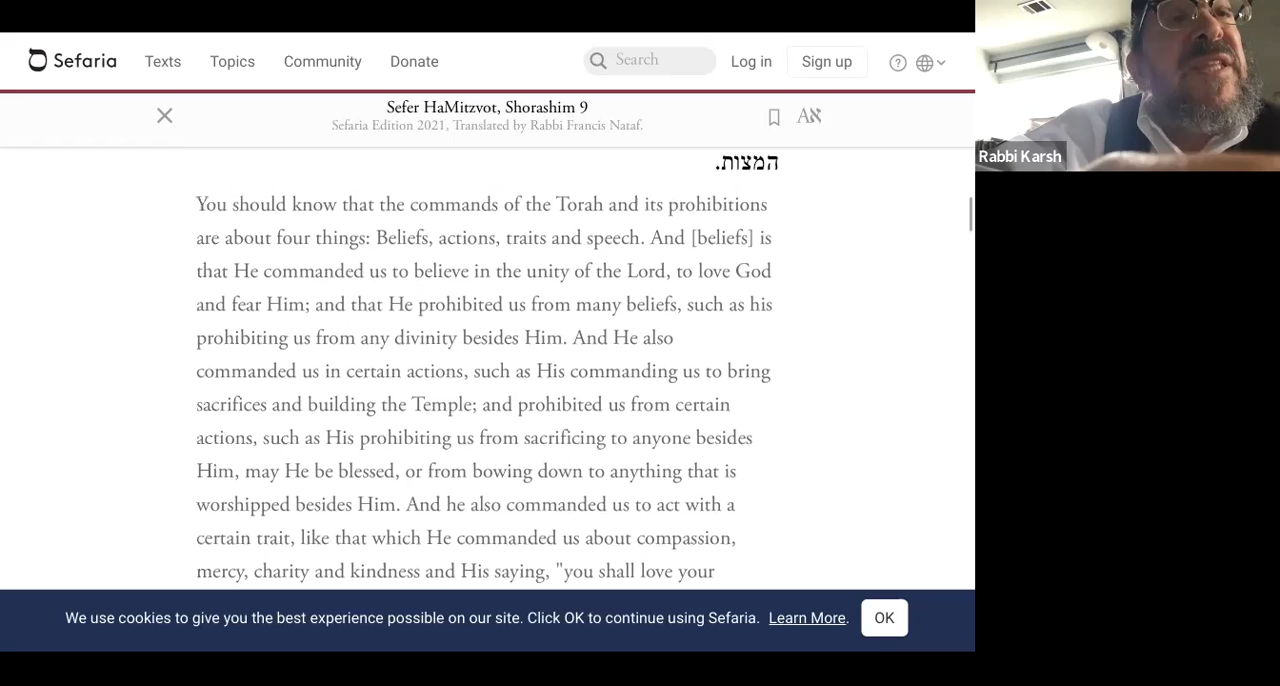 Sefaria Texts Topics Community Donate Search Log in Sign up
Sefer HaMitzvot, Shorashim 9
Sefaria Edition 2021, Translated by Rabbi Francis Nataf.
Aא
המצות.
You should know that the commands of the Torah and its prohibitions
are about four things: Beliefs, actions, traits and speech. And [beliefs] is
that He commanded us to believe in the unity of the Lord, to love God
and fear Him; and that He prohibited us from many beliefs, such as his
prohibiting us from any divinity besides Him. And He also
commanded us in certain actions, such as His commanding us to bring
sacrifices and building the Temple; and prohibited us from certain
actions, such as His prohibiting us from sacrificing to anyone besides
Him, may He be blessed, or from bowing down to anything that is
worshipped besides Him. And he also commanded us to act with a
certain trait, like that which He commanded us about compassion,
mercy, charity and kindness and His saying, "you shall love your
We use cookies to give you the best experience possible on our site. Click OK to continue using Sefaria. Learn More. OK
Rabbi Karsh